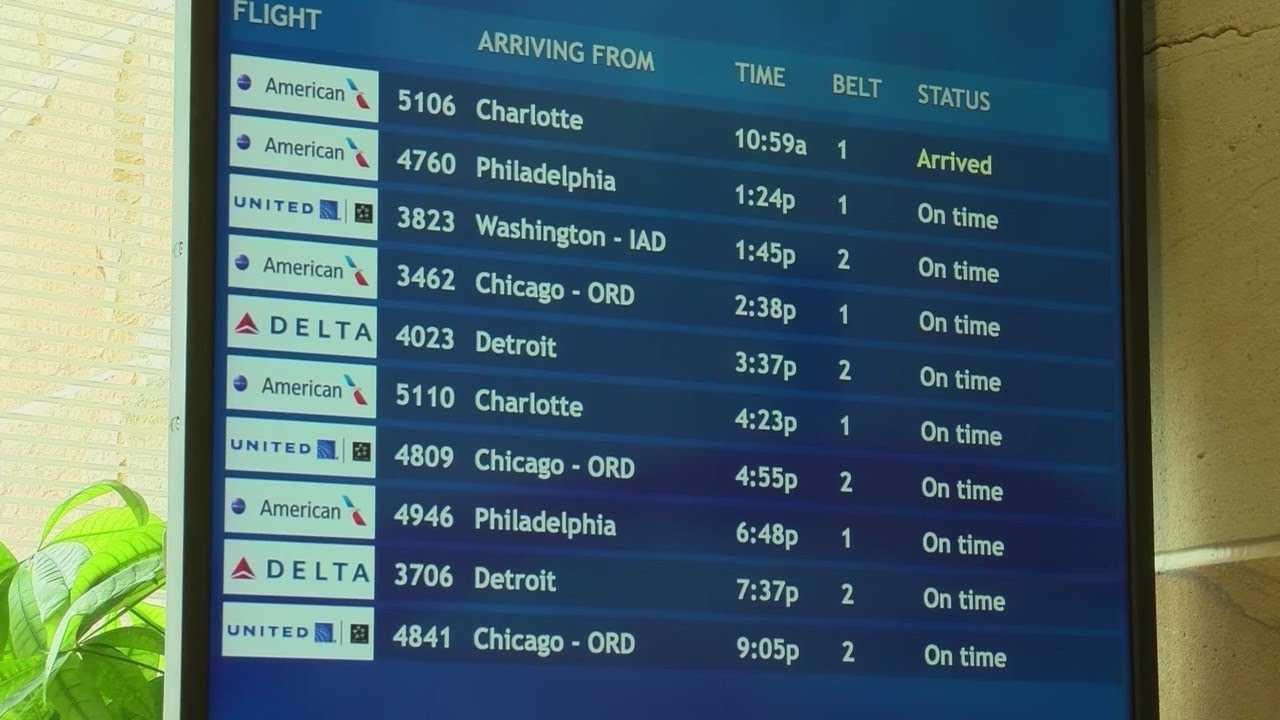 FLIGHT ARRIVING FROM TIME BELT STATUS
American 5106 Charlotte 10:59a 1 Arrived
American 4760 Philadelphia 1:24p 1 On time
UNITED 3823 Washington - IAD 1:45p 2 On time
American 3462 Chicago - ORD 2:38p 1 On time
DELTA 4023 Detroit 3:37p 2 On time
American 5110 Charlotte 4:23p 1 On time
UNITED 4809 Chicago - ORD 4:55p 2 On time
American 4946 Philadelphia 6:48p 1 On time
DELTA 3706 Detroit 7:37p 2 On time
UNITED 4841 Chicago - ORD 9:05p 2 On time